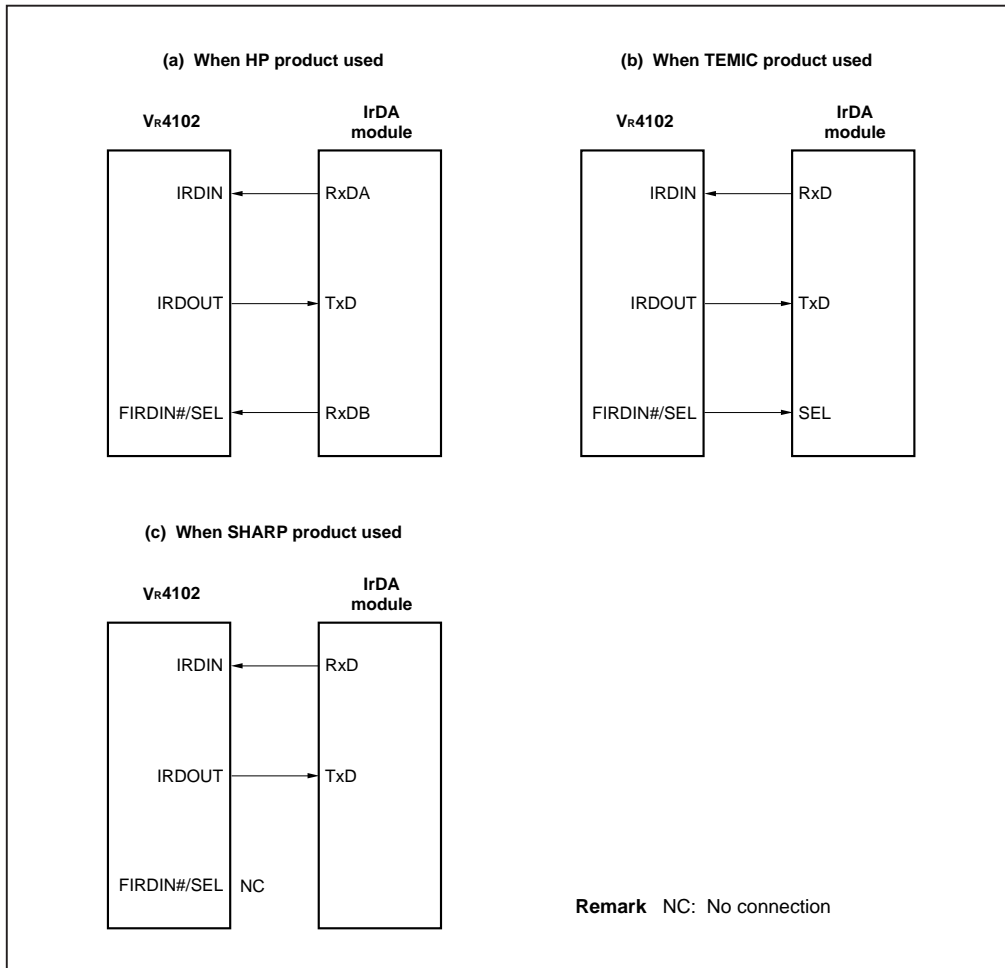 (a) When HP product used
VR4102
IrDA
module
IRDIN
RxDA
IRDOUT
TxD
FIRDIN#/SEL
RxDB
(b) When TEMIC product used
VR4102
IrDA
module
IRDIN
RxD
IRDOUT
TxD
FIRDIN#/SEL
SEL
(c) When SHARP product used
VR4102
IrDA
module
IRDIN
RxD
IRDOUT
TxD
FIRDIN#/SEL NC
Remark NC: No connection